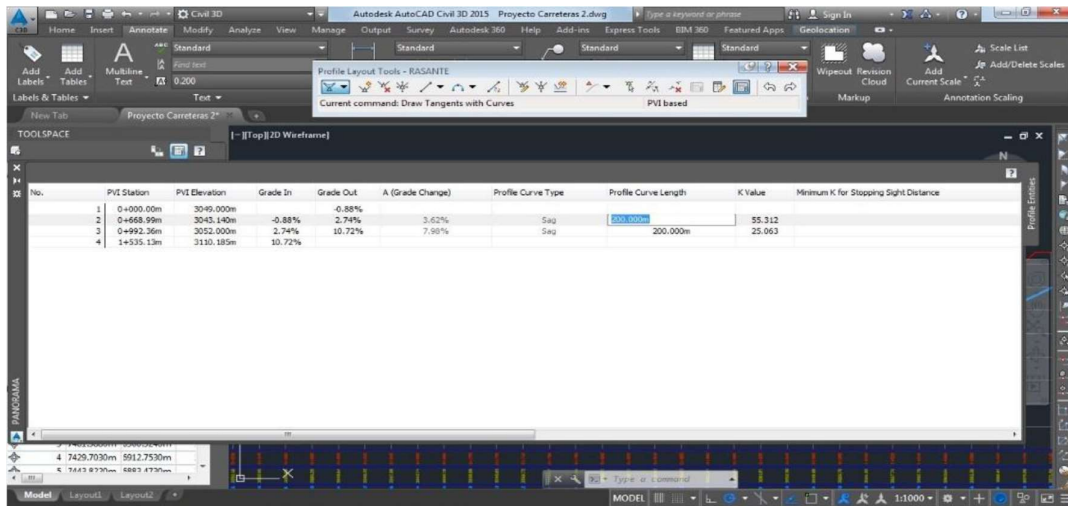 Civil 3D
Autodesk AutoCAD Civil 3D 2015 Proyecto Carreteras 2.dwg
Type a keyword or phrase
Sign In
C3D
Home Insert Annotate Modify Analyze View Manage Output Survey Autodesk 360 Help Add-ins Express Tools BIM 360 Featured Apps Geolocation
Add Labels
Add Tables
Multiline Text
ABC
Standard
Find text
0.200
Standard
Standard
Standard
Wipeout
Revision Cloud
Add Current Scale
Scale List
Add/Delete Scales
Labels & Tables
Text
Markup
Annotation Scaling
Profile Layout Tools - RASANTE
Current command: Draw Tangents with Curves
PVI based
New Tab
Proyecto Carreteras 2*
TOOLSPACE
[−][Top][2D Wireframe]
N
No. PVI Station PVI Elevation Grade In Grade Out A (Grade Change) Profile Curve Type Profile Curve Length K Value Minimum K for Stopping Sight Distance
1 0+000.00m 3049.000m -0.88%
2 0+668.99m 3043.140m -0.88% 2.74% 3.62% Sag 200.000m 55.312
3 0+992.36m 3052.000m 2.74% 10.72% 7.98% Sag 200.000m 25.063
4 1+535.13m 3110.185m 10.72%
Profile Entities
PANORAMA
4 7429.7030m 5912.7530m
Type a command
Model Layout1 Layout2
MODEL
1:1000